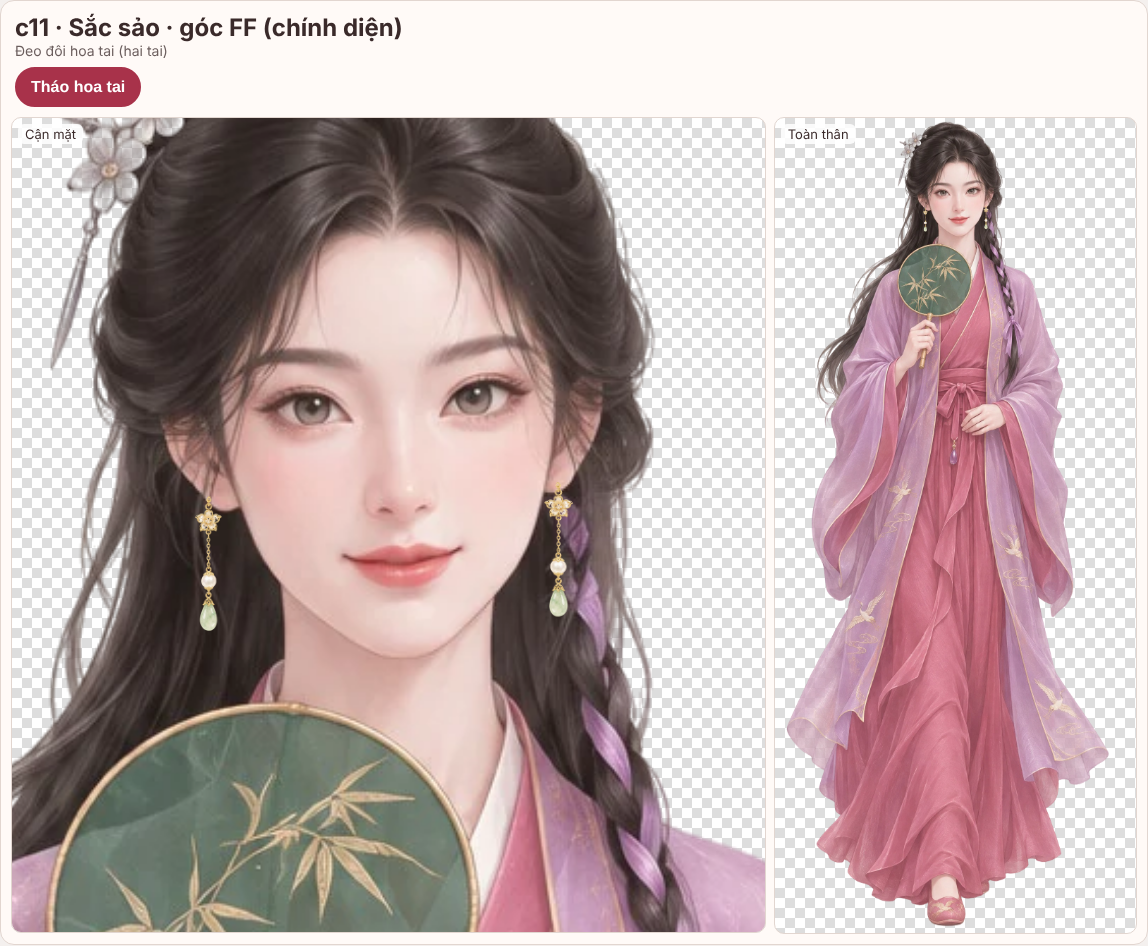 c11 · Sắc sảo · góc FF (chính diện)
Đeo đôi hoa tai (hai tai)
Tháo hoa tai
Cận mặt
Toàn thân